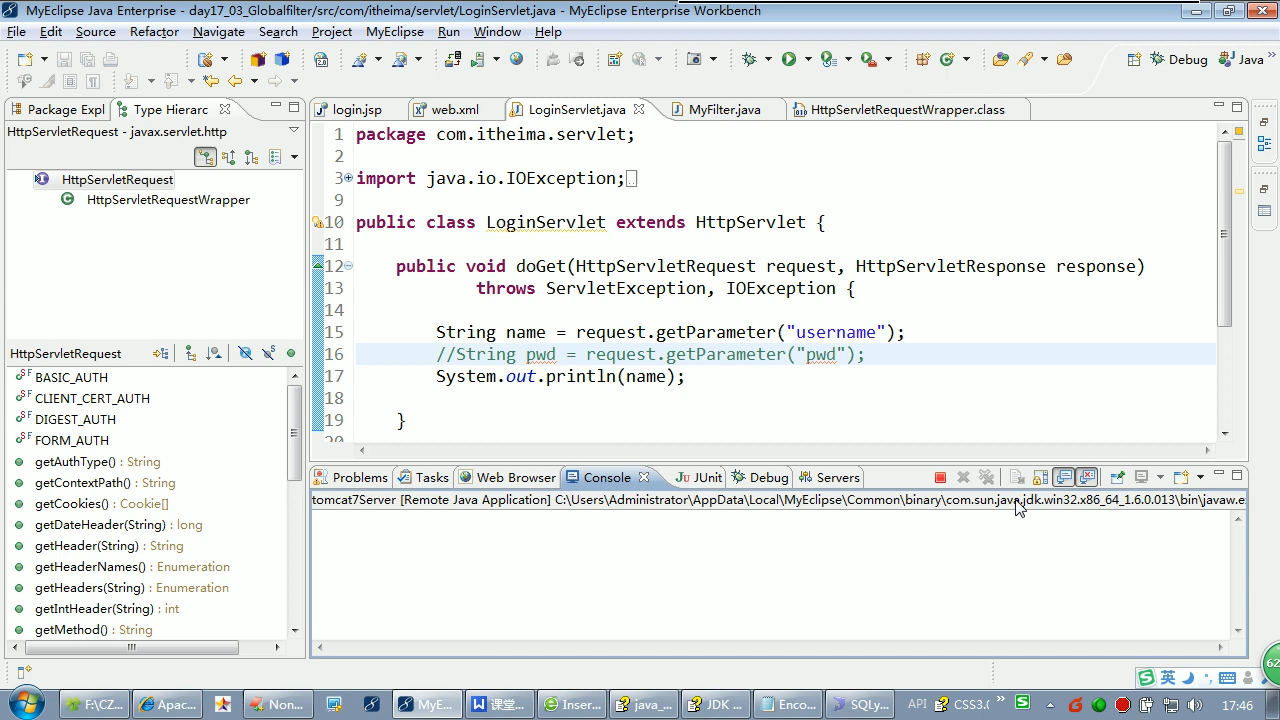 MyEclipse Java Enterprise - day17_03_Globalfilter/src/com/itheima/servlet/LoginServlet.java - MyEclipse Enterprise Workbench
File Edit Source Refactor Navigate Search Project MyEclipse Run Window Help
Debug Java
Package Expl Type Hierarc
login.jsp web.xml LoginServlet.java MyFilter.java HttpServletRequestWrapper.class
HttpServletRequest - javax.servlet.http
HttpServletRequest
HttpServletRequestWrapper
1 package com.itheima.servlet;
2
3 import java.io.IOException;
9
10 public class LoginServlet extends HttpServlet {
11
12 public void doGet(HttpServletRequest request, HttpServletResponse response)
13 throws ServletException, IOException {
14
15 String name = request.getParameter("username");
16 //String pwd = request.getParameter("pwd");
17 System.out.println(name);
18
19 }
20
HttpServletRequest
BASIC_AUTH
CLIENT_CERT_AUTH
DIGEST_AUTH
FORM_AUTH
getAuthType() : String
getContextPath() : String
getCookies() : Cookie[]
getDateHeader(String) : long
getHeader(String) : String
getHeaderNames() : Enumeration
getHeaders(String) : Enumeration
getIntHeader(String) : int
getMethod() : String
Problems Tasks Web Browser Console JUnit Debug Servers
tomcat7Server [Remote Java Application] C:\Users\Administrator\AppData\Local\MyEclipse\Common\binary\com.sun.java.jdk.win32.x86_64_1.6.0.013\bin\javaw.e
62
英
F:\CZ... Apac... Non... MyE... 课堂... Inser... java_... JDK ... Enco... SQLy... API CSS3.(
17:46